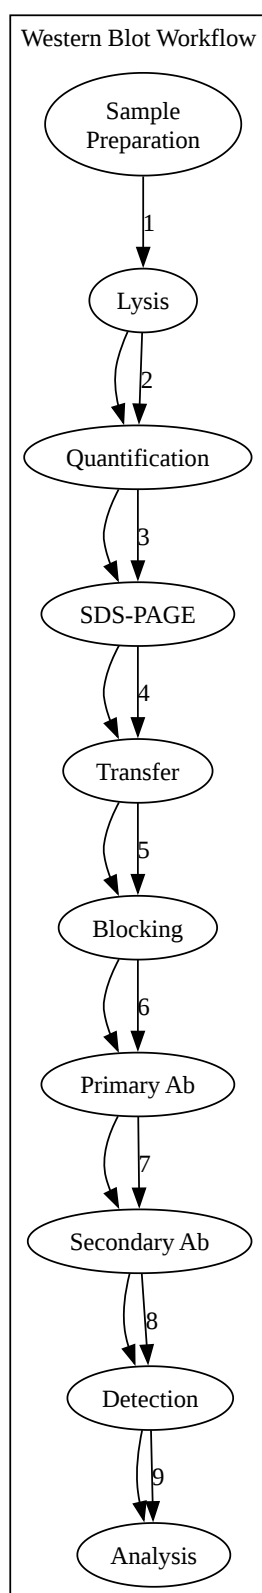 Western Blot Workflow
Sample
Preparation
1
Lysis
2
Quantification
3
SDS-PAGE
4
Transfer
5
Blocking
6
Primary Ab
7
Secondary Ab
8
Detection
9
Analysis